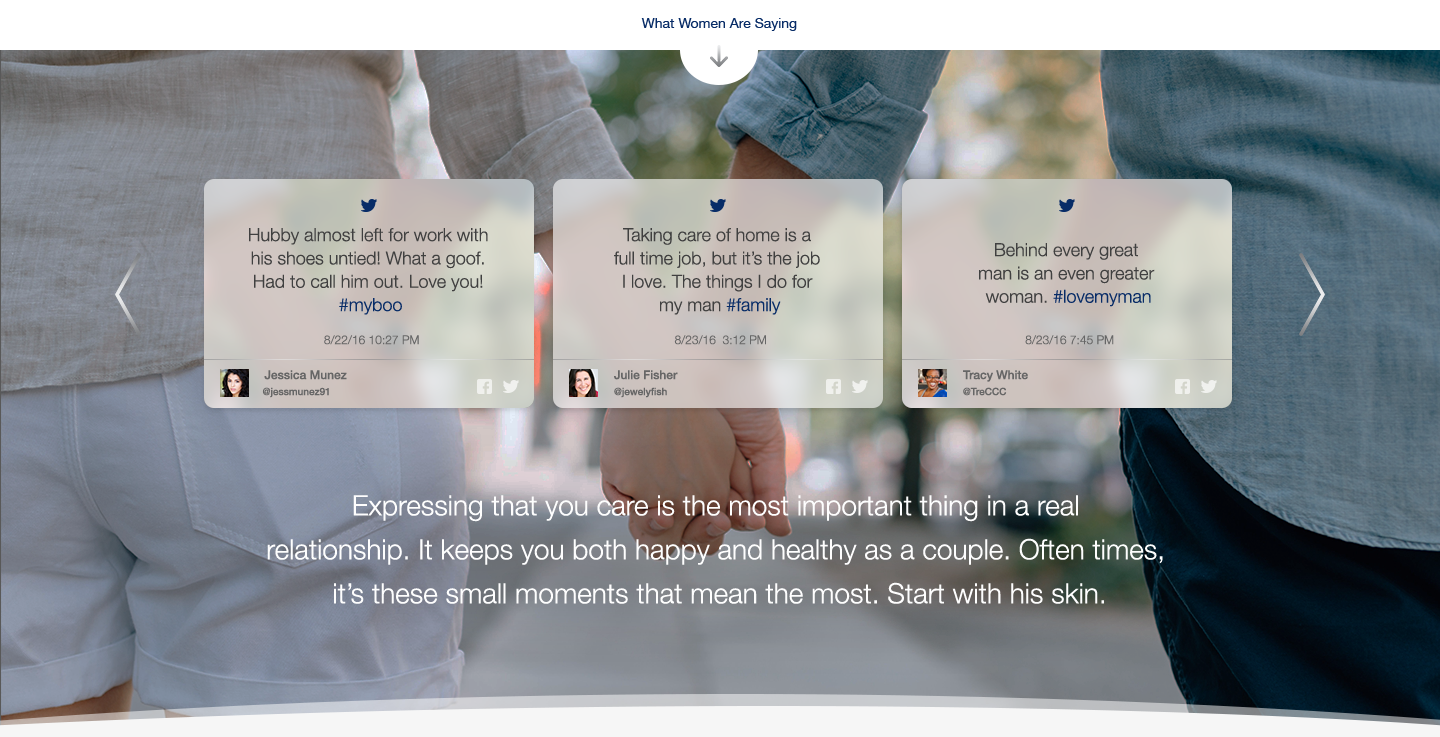 What Women Are Saying
Hubby almost left for work with
his shoes untied! What a goof.
Had to call him out. Love you!
#myboo
8/22/16 10:27 PM
Jessica Munez
@jessmunez91
Taking care of home is a
full time job, but it's the job
I love. The things I do for
my man #family
8/23/16 3:12 PM
Julie Fisher
@jewelyfish
Behind every great
man is an even greater
woman. #lovemyman
8/23/16 7:45 PM
Tracy White
@TreCCC
Expressing that you care is the most important thing in a real
relationship. It keeps you both happy and healthy as a couple. Often times,
it's these small moments that mean the most. Start with his skin.